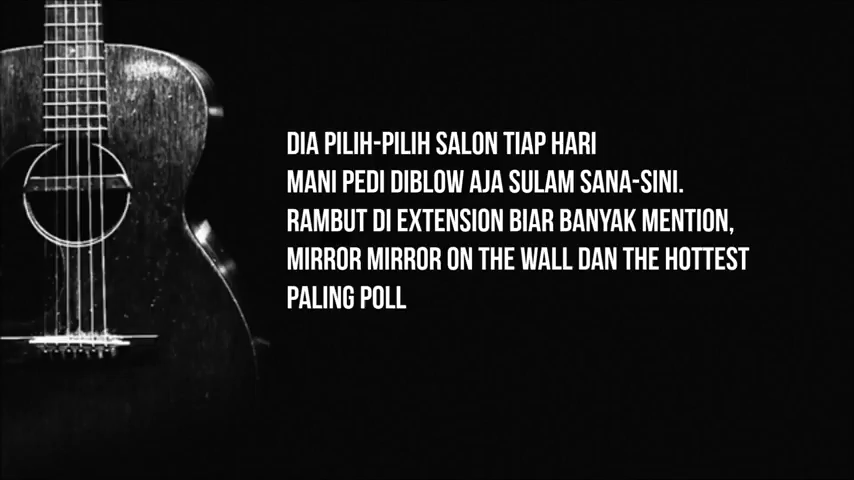 DIA PILIH-PILIH SALON TIAP HARI
MANI PEDI DIBLOW AJA SULAM SANA-SINI.
RAMBUT DI EXTENSION BIAR BANYAK MENTION,
MIRROR MIRROR ON THE WALL DAN THE HOTTEST
PALING POLL